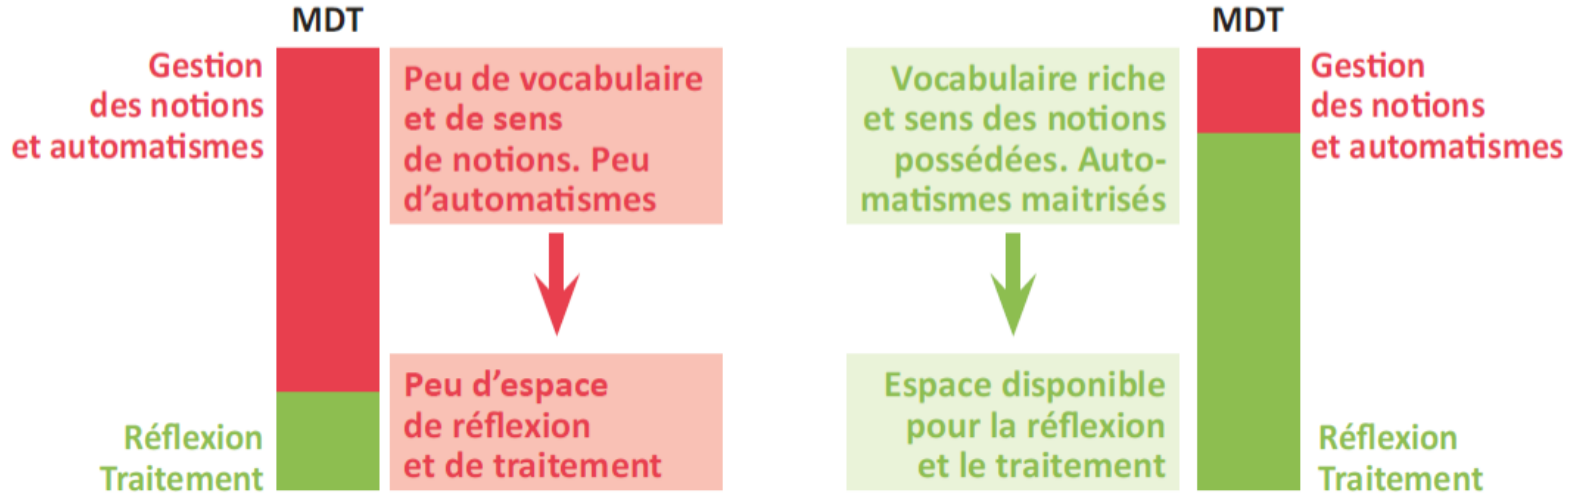 MDT
Gestion
des notions
et automatismes
Peu de vocabulaire
et de sens
de notions. Peu
d’automatismes
Peu d’espace
de réflexion
et de traitement
Réflexion
Traitement
MDT
Vocabulaire riche
et sens des notions
possédées. Auto-
matismes maitrisés
Gestion
des notions
et automatismes
Espace disponible
pour la réflexion
et le traitement
Réflexion
Traitement